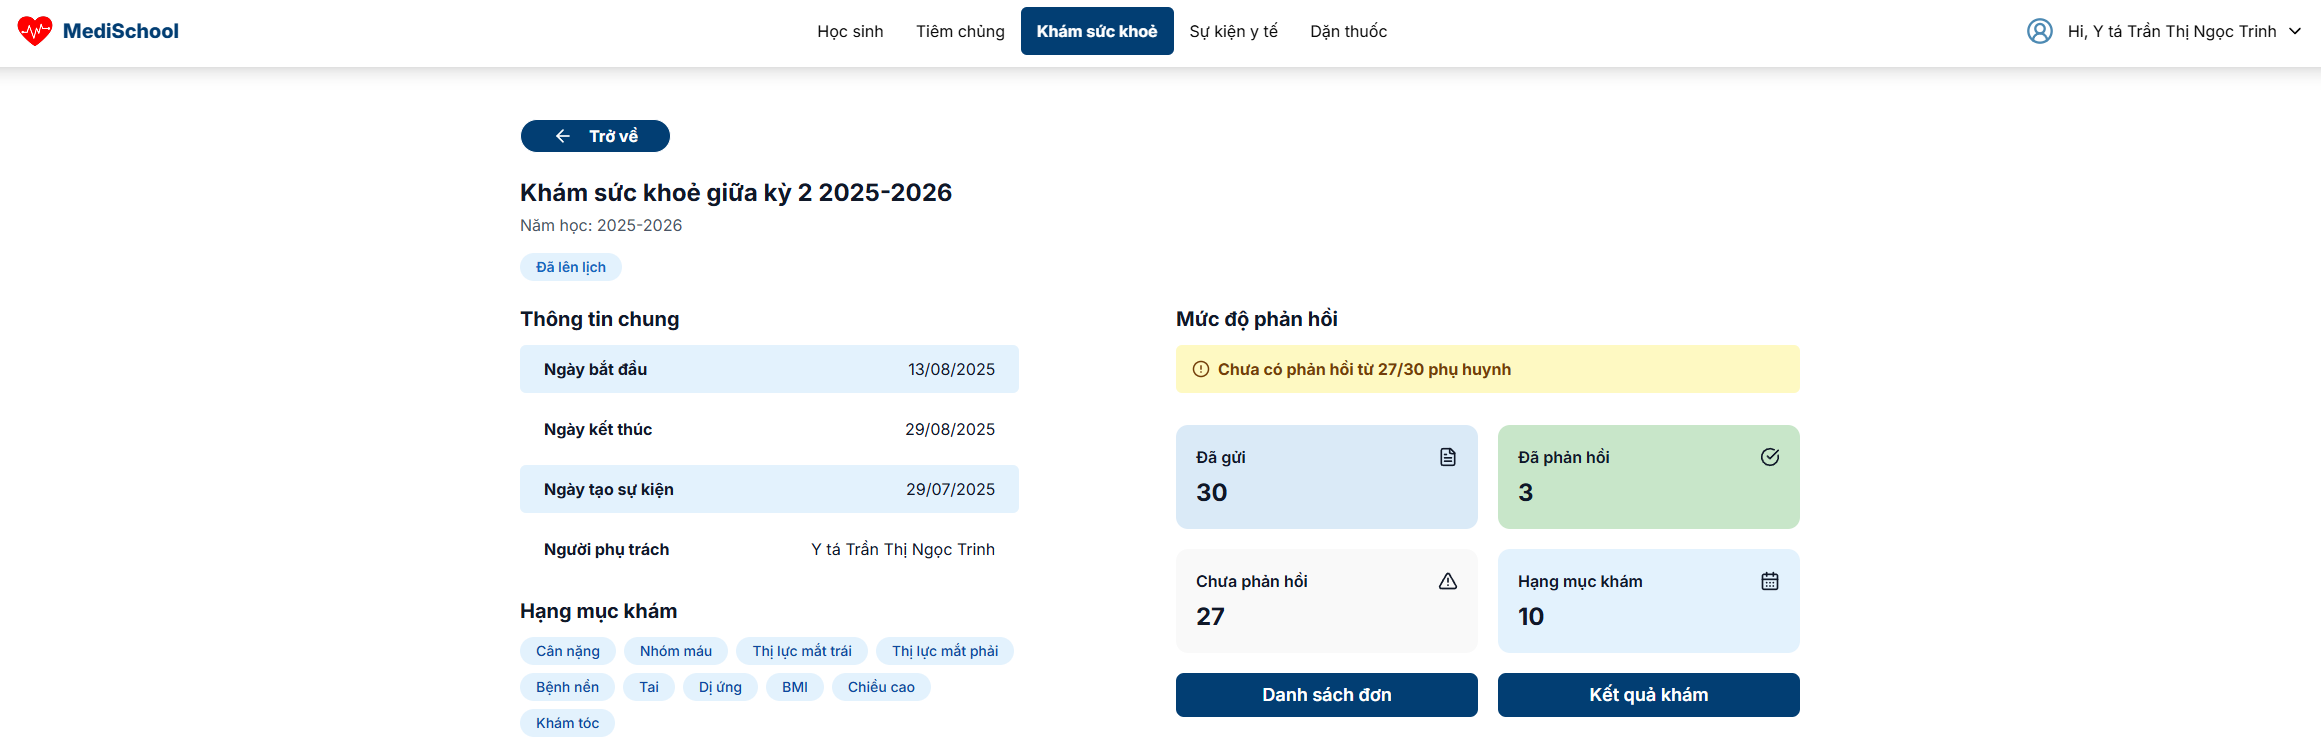 MediSchool
Học sinh
Tiêm chủng
Khám sức khoẻ
Sự kiện y tế
Dặn thuốc
Hi, Y tá Trần Thị Ngọc Trinh
Trở về
Khám sức khoẻ giữa kỳ 2 2025-2026
Năm học: 2025-2026
Đã lên lịch
Thông tin chung
Ngày bắt đầu 13/08/2025
Ngày kết thúc 29/08/2025
Ngày tạo sự kiện 29/07/2025
Người phụ trách Y tá Trần Thị Ngọc Trinh
Hạng mục khám
Cân nặng Nhóm máu Thị lực mắt trái Thị lực mắt phải
Bệnh nền Tai Dị ứng BMI Chiều cao
Khám tóc
Mức độ phản hồi
Chưa có phản hồi từ 27/30 phụ huynh
Đã gửi
30
Đã phản hồi
3
Chưa phản hồi
27
Hạng mục khám
10
Danh sách đơn
Kết quả khám